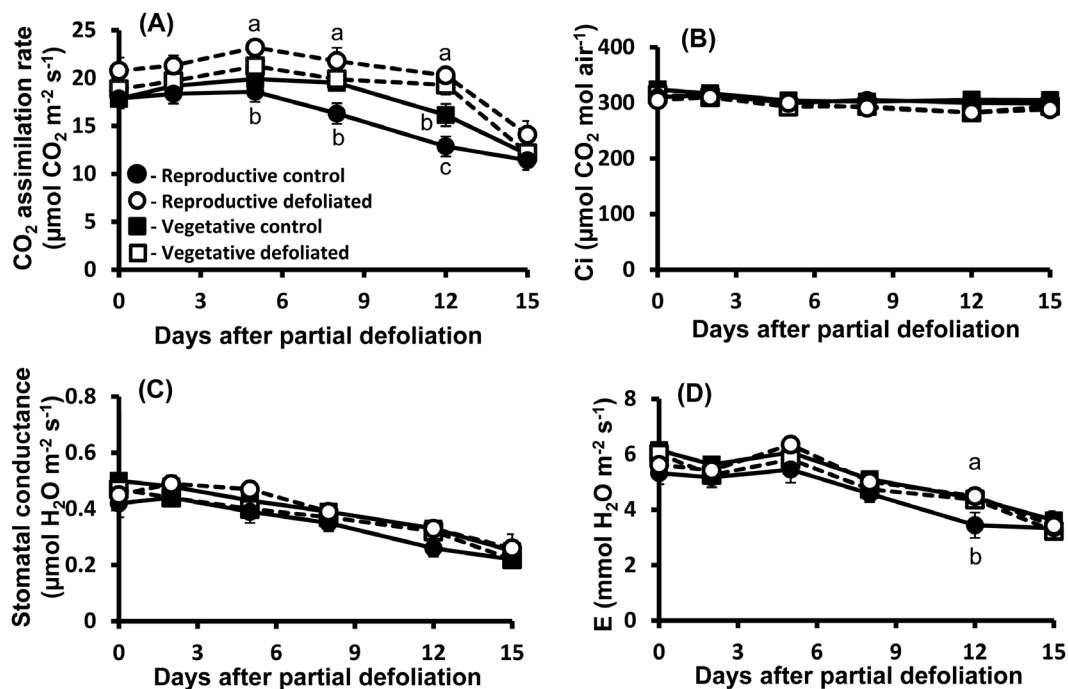 (A)
CO2 assimilation rate
(µmol CO2 m-2 s-1)
25
20
15
10
5
0
a
a
a
b
b
b
c
- Reproductive control
- Reproductive defoliated
- Vegetative control
- Vegetative defoliated
0 3 6 9 12 15
Days after partial defoliation
(B)
Ci (µmol CO2 mol air-1)
400
300
200
100
0
0 3 6 9 12 15
Days after partial defoliation
(C)
Stomatal conductance
(µmol H2O m-2 s-1)
0.8
0.6
0.4
0.2
0
0 3 6 9 12 15
Days after partial defoliation
(D)
E (mmol H2O m-2 s-1)
8
6
4
2
0
a
b
0 3 6 9 12 15
Days after partial defoliation